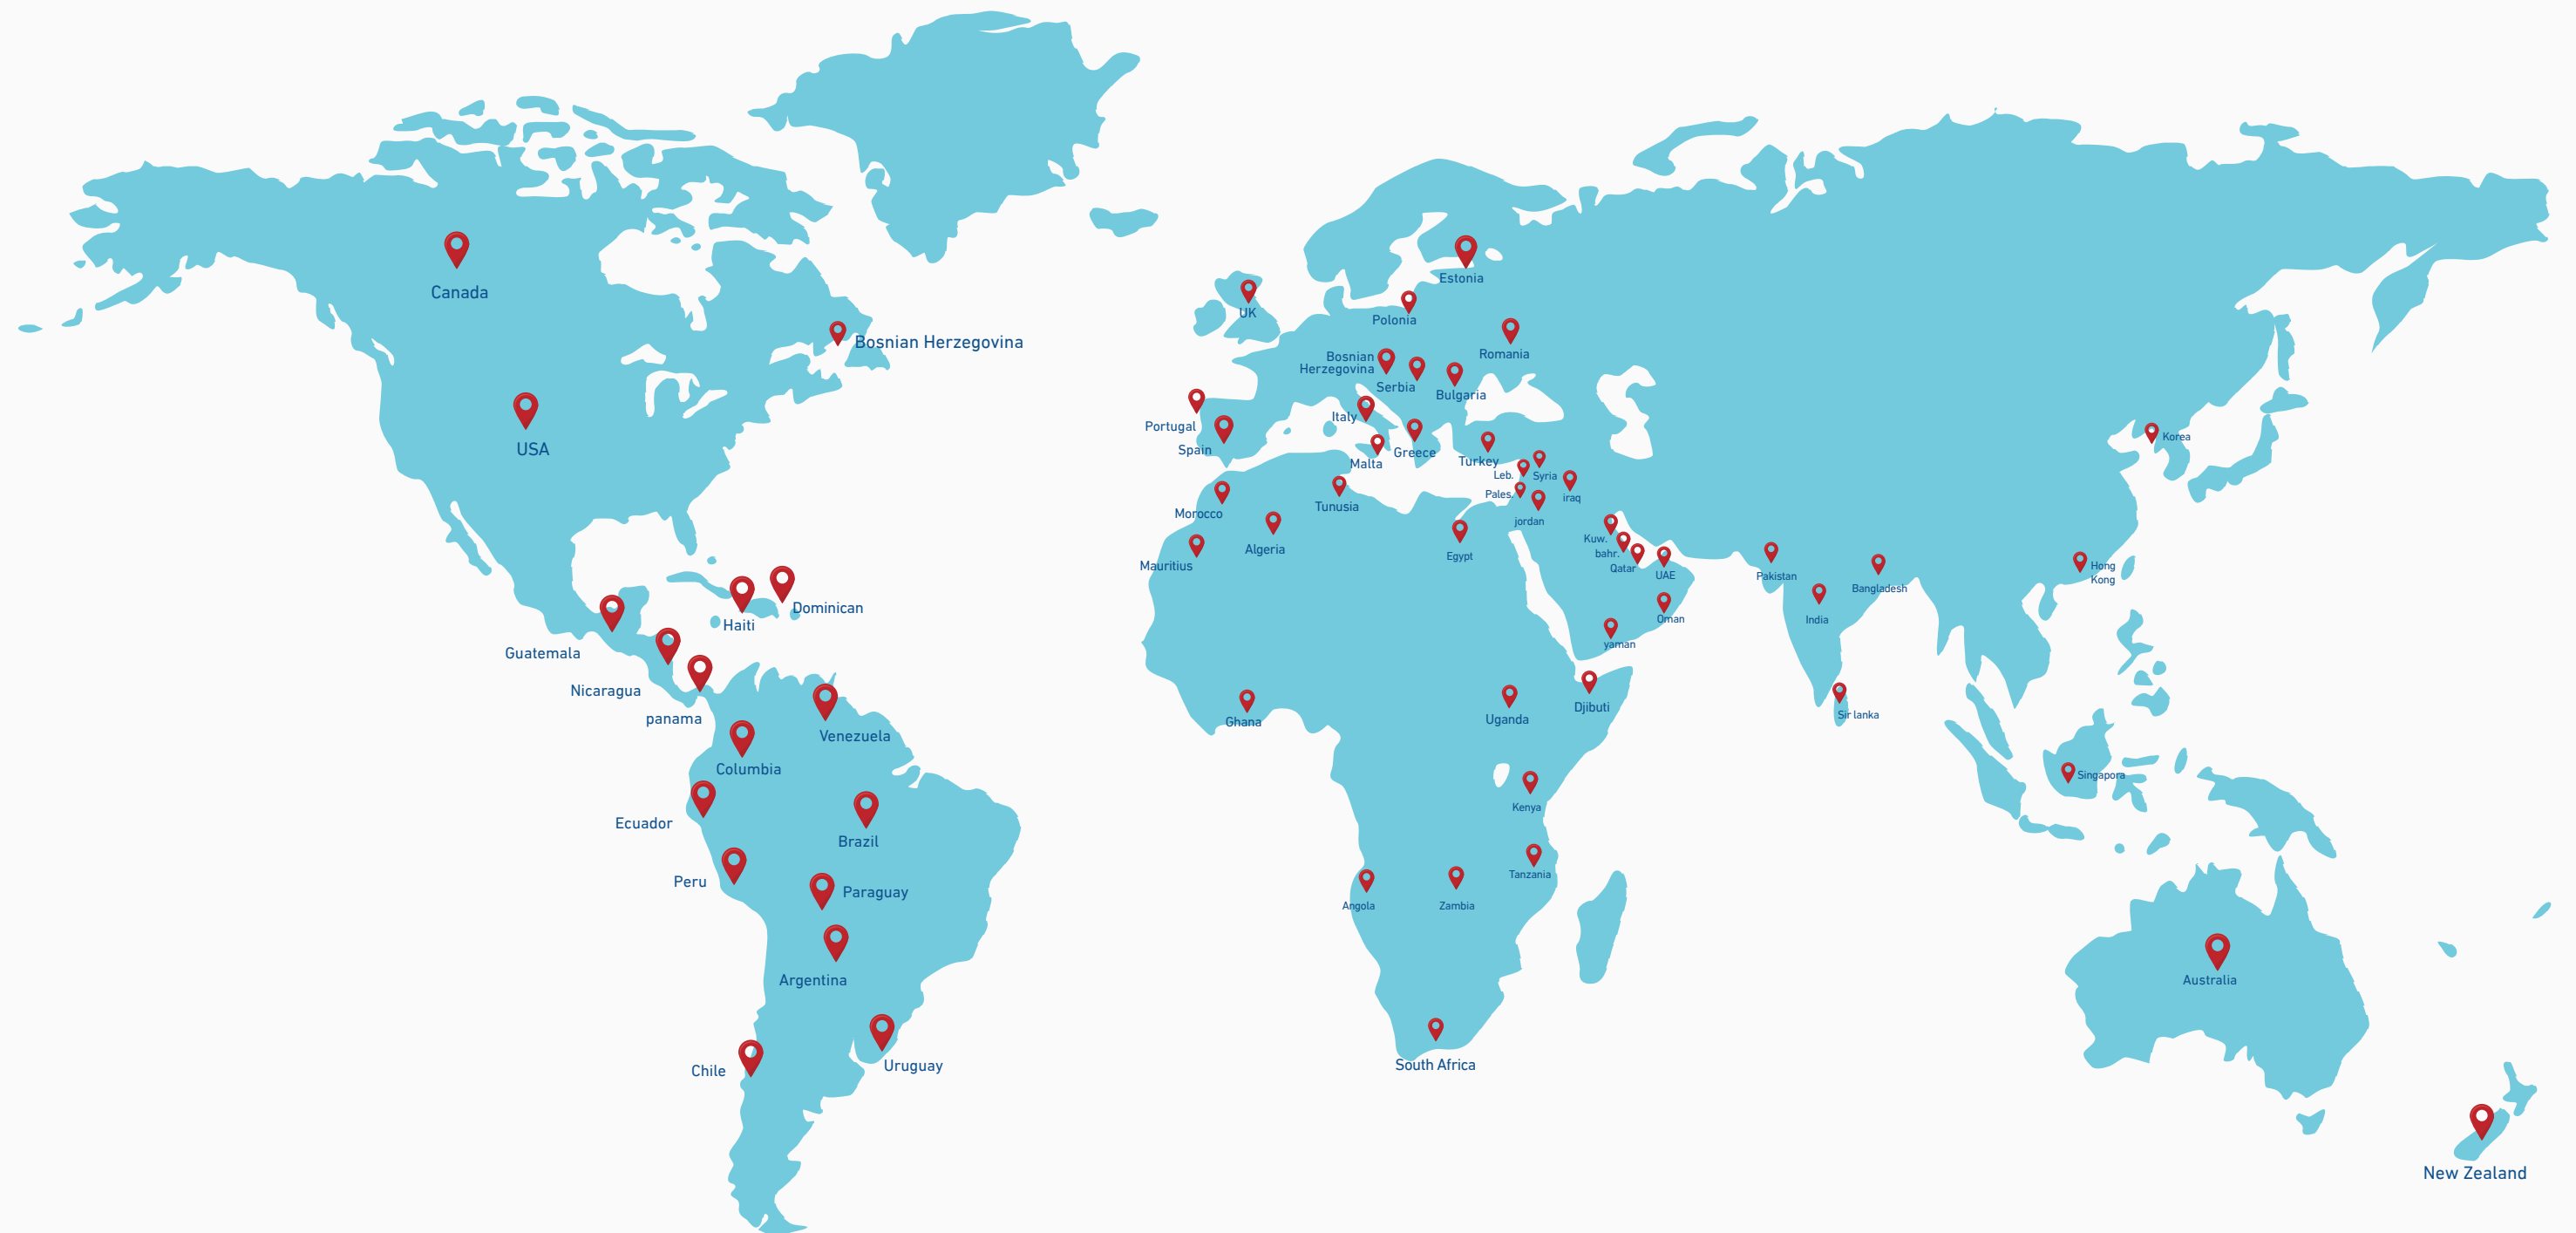 Canada
Bosnian Herzegovina
USA
Dominican
Haiti
Guatemala
Nicaragua
panama
Venezuela
Columbia
Ecuador
Brazil
Peru
Paraguay
Argentina
Uruguay
Chile
Estonia
UK
Polonia
Romania
Bosnian
Herzegovina
Serbia
Bulgaria
Italy
Portugal
Spain
Malta
Greece
Turkey
Leb.
Syria
Pales.
iraq
jordan
Morocco
Tunusia
Algeria
Egypt
Mauritius
Kuw.
bahr.
Qatar
UAE
Oman
yaman
Pakistan
India
Bangladesh
Sir lanka
Korea
Hong
Kong
Singapora
Ghana
Uganda
Djibuti
Kenya
Tanzania
Angola
Zambia
South Africa
Australia
New Zealand